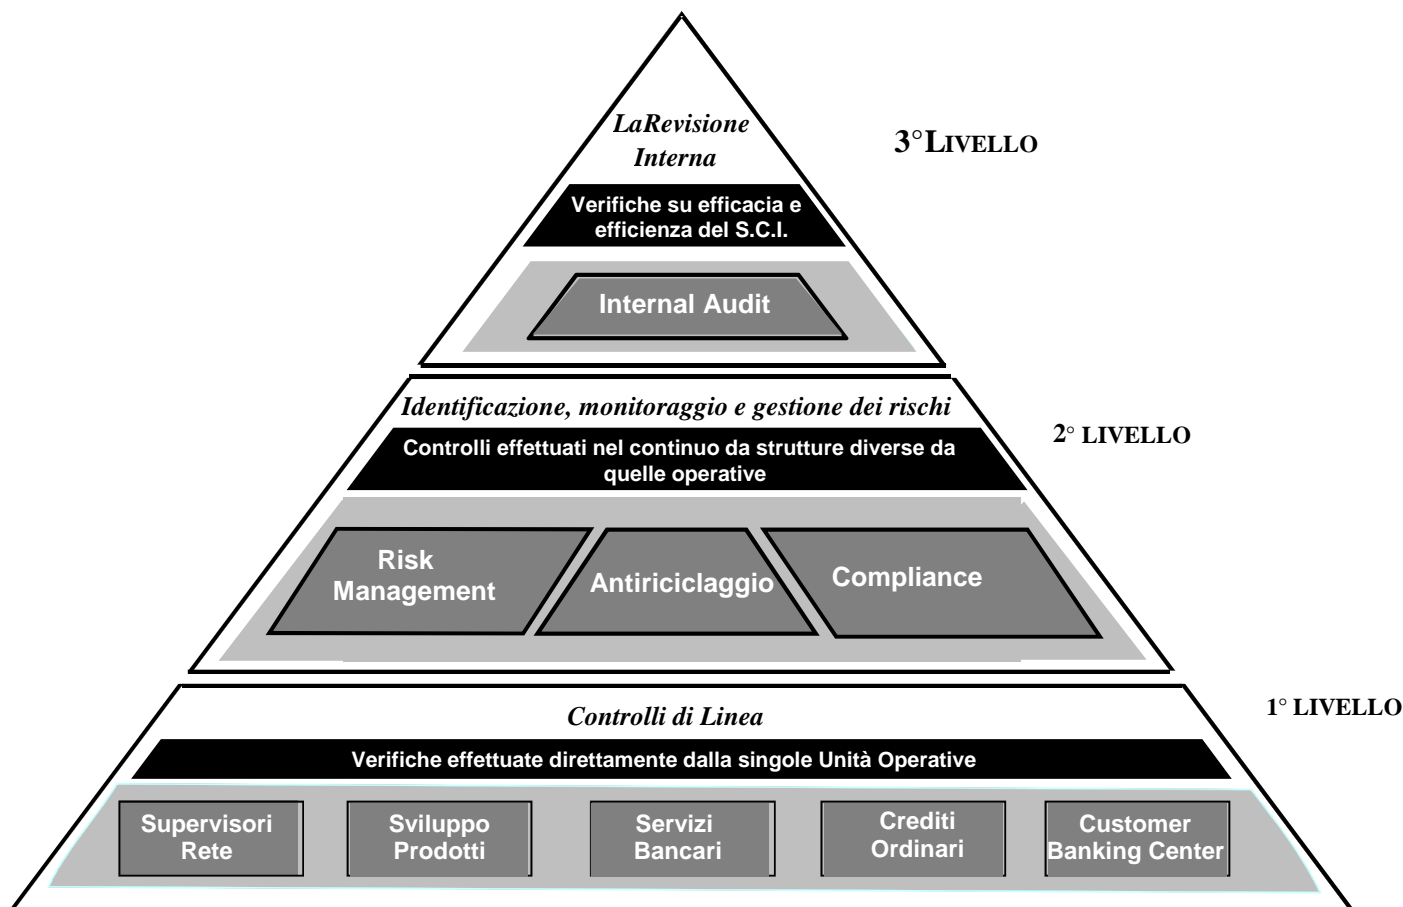 LaRevisione
Interna
3°LIVELLO
Verifiche su efficacia e
efficienza del S.C.I.
Internal Audit
Identificazione, monitoraggio e gestione dei rischi
2° LIVELLO
Controlli effettuati nel continuo da strutture diverse da
quelle operative
Risk
Management
Antiriciclaggio
Compliance
Controlli di Linea
1° LIVELLO
Verifiche effettuate direttamente dalla singole Unità Operative
Supervisori
Rete
Sviluppo
Prodotti
Servizi
Bancari
Crediti
Ordinari
Customer
Banking Center